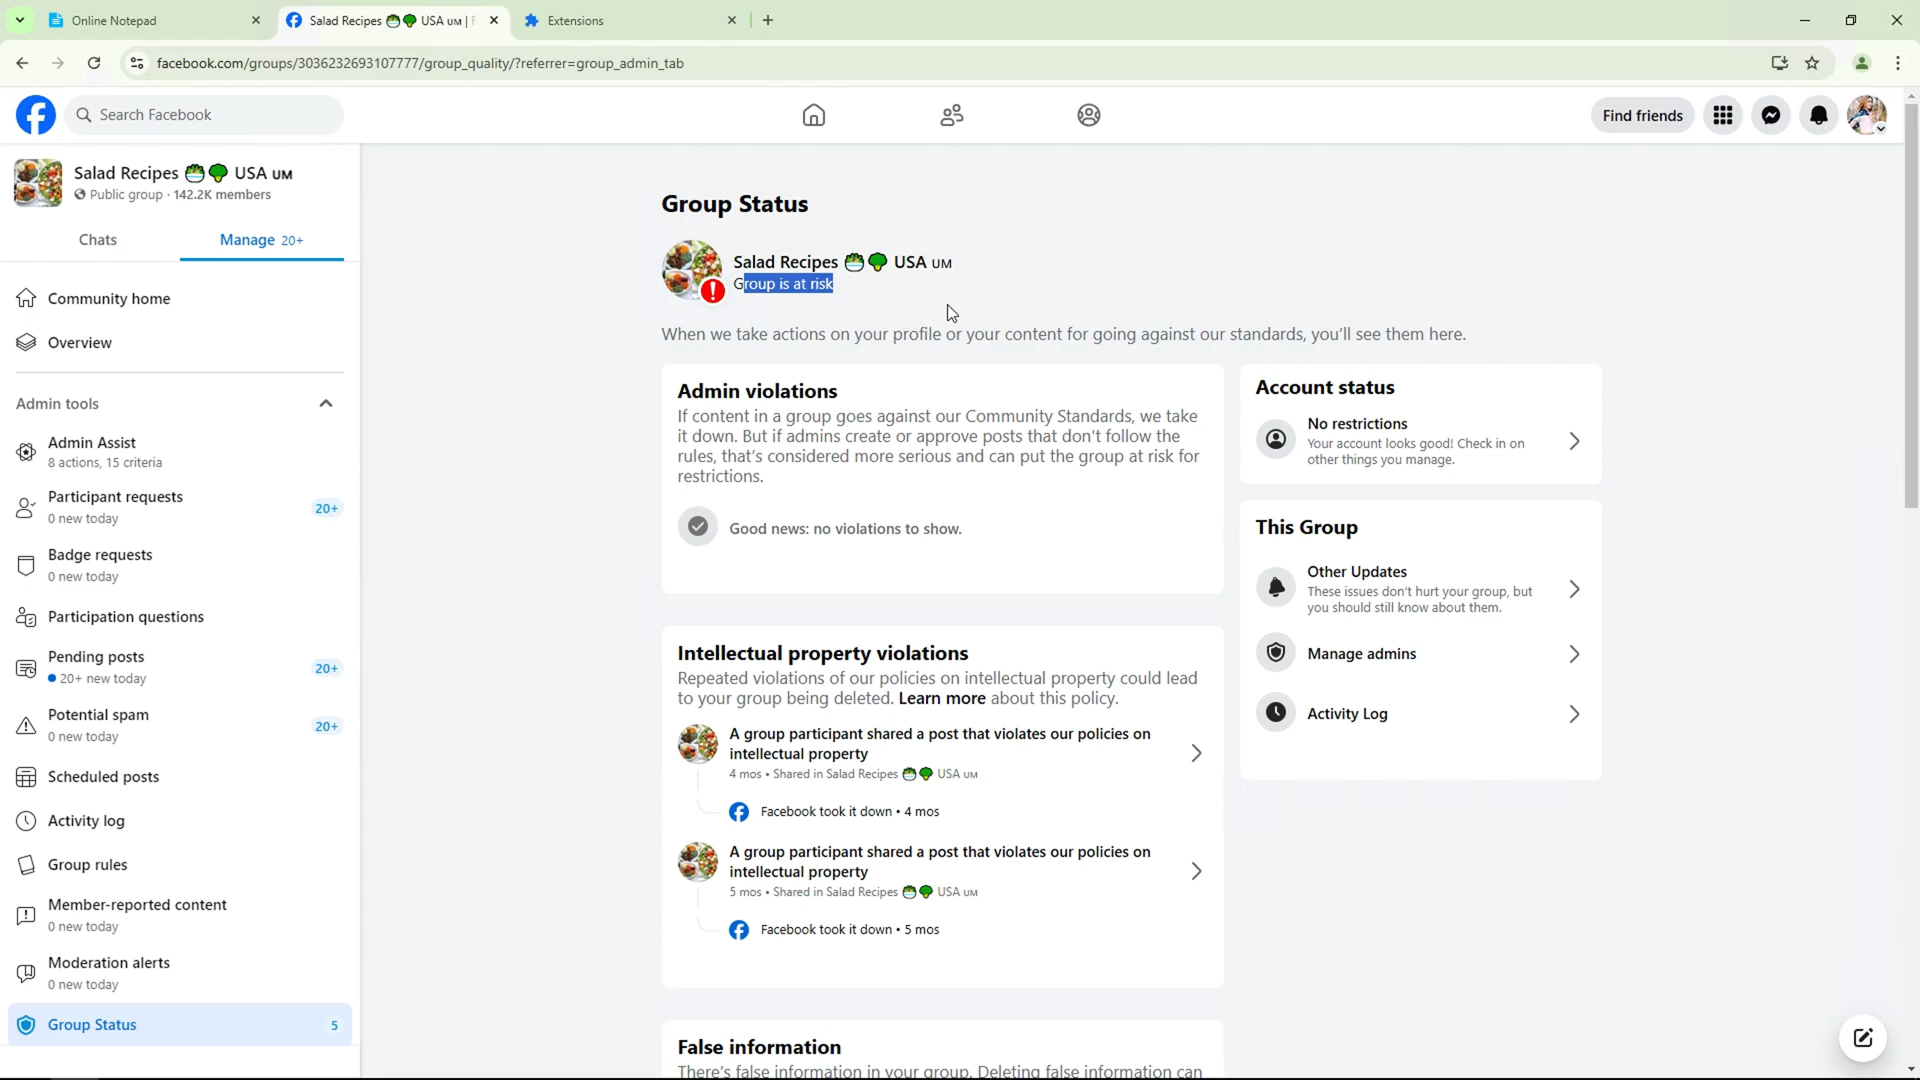 Online Notepad
Salad Recipes 🥗🥦 USA ᴜᴍ | F
Extensions
facebook.com/groups/3036232693107777/group_quality/?referrer=group_admin_tab
Search Facebook
Find friends
Salad Recipes 🥗🥦 USA ᴜᴍ
Public group · 142.2K members
Chats
Manage 20+
Community home
Overview
Admin tools
Admin Assist
8 actions, 15 criteria
Participant requests
0 new today
20+
Badge requests
0 new today
Participation questions
Pending posts
20+ new today
20+
Potential spam
0 new today
20+
Scheduled posts
Activity log
Group rules
Member-reported content
0 new today
Moderation alerts
0 new today
Group Status
5
Group Status
Salad Recipes 🥗🥦 USA ᴜᴍ
Group is at risk
When we take actions on your profile or your content for going against our standards, you'll see them here.
Admin violations
If content in a group goes against our Community Standards, we take
it down. But if admins create or approve posts that don't follow the
rules, that's considered more serious and can put the group at risk for
restrictions.
Good news: no violations to show.
Intellectual property violations
Repeated violations of our policies on intellectual property could lead
to your group being deleted. Learn more about this policy.
A group participant shared a post that violates our policies on
intellectual property
4 mos • Shared in Salad Recipes 🥗🥦 USA ᴜᴍ
Facebook took it down • 4 mos
A group participant shared a post that violates our policies on
intellectual property
5 mos • Shared in Salad Recipes 🥗🥦 USA ᴜᴍ
Facebook took it down • 5 mos
False information
There's false information in your group. Deleting false information can
Account status
No restrictions
Your account looks good! Check in on
other things you manage.
This Group
Other Updates
These issues don't hurt your group, but
you should still know about them.
Manage admins
Activity Log